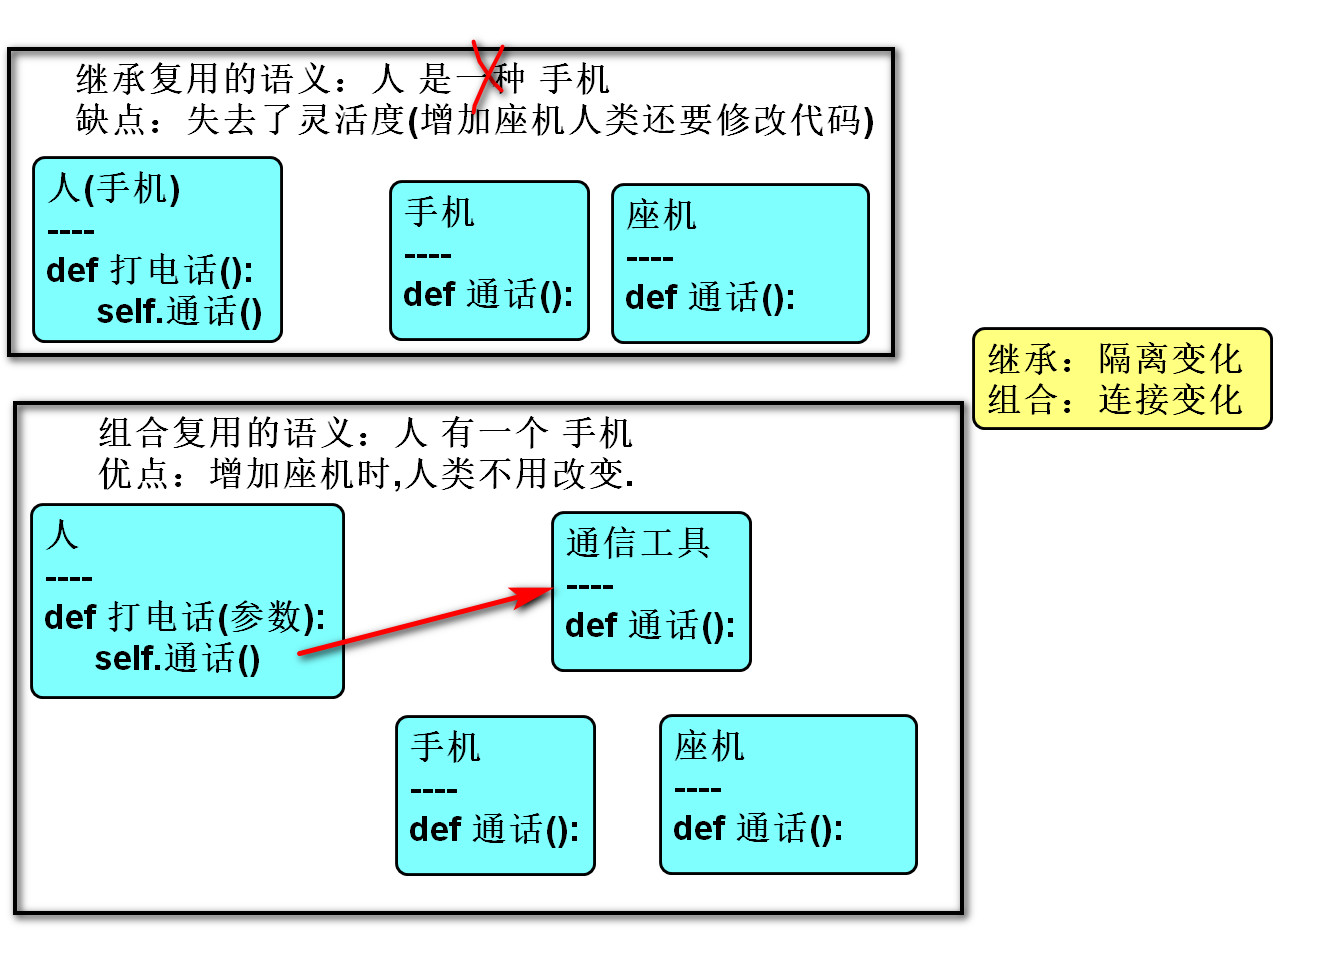 继承复用的语义：人 是一种 手机
缺点：失去了灵活度(增加座机人类还要修改代码)
人(手机)
----
def 打电话():
self.通话()
手机
----
def 通话():
座机
----
def 通话():
继承：隔离变化
组合：连接变化
组合复用的语义：人 有一个 手机
优点：增加座机时,人类不用改变.
人
----
def 打电话(参数):
self.通话()
通信工具
----
def 通话():
手机
----
def 通话():
座机
----
def 通话():